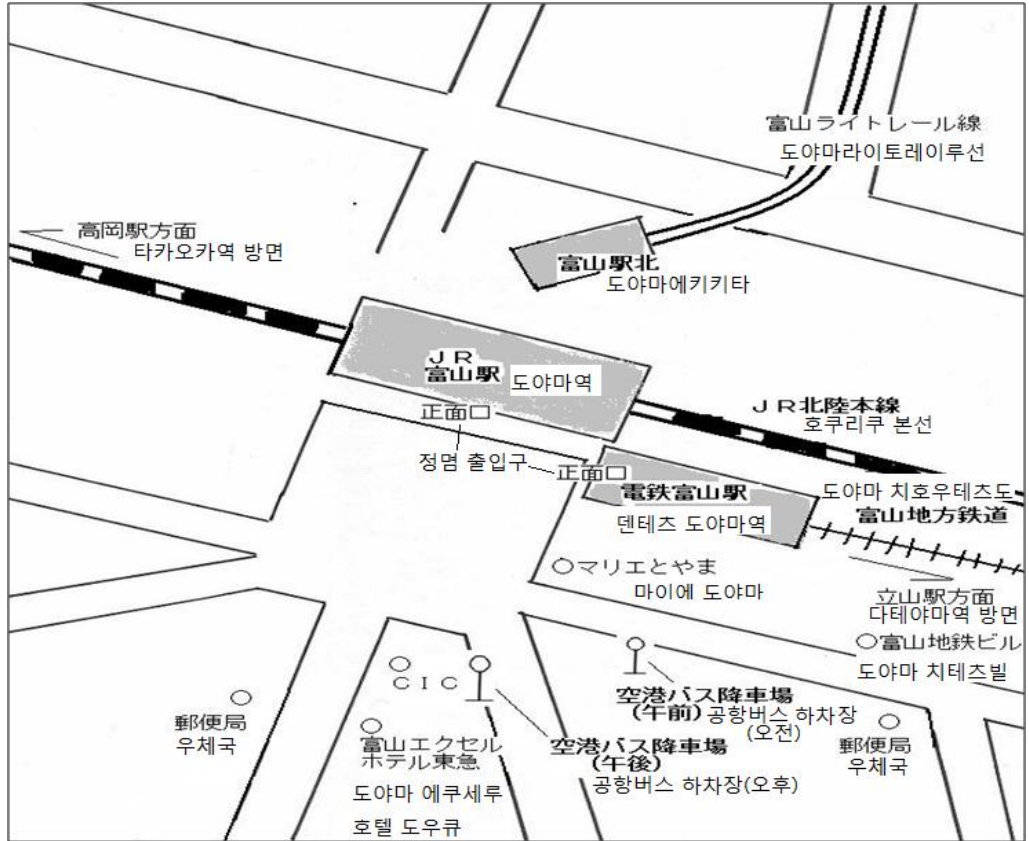 富山ライトレール線
도야마라이토레이루선
高岡駅方面
타카오카역 방면
富山駅北
도야마에키키타
JR
富山駅
도야마역
正面口
JR北陸本線
호쿠리쿠 본선
정몀 출입구
正面口
電鉄富山駅
덴테츠 도야마역
도야마 치호우테츠도
富山地方鉄道
マリエとやま
마이에 도야마
立山駅方面
다테야마역 방면
富山地鉄ビル
도야마 치테츠빌
CIC
空港バス降車場
(午前)
공항버스 하차장
(오전)
郵便局
우체국
富山エクセル
ホテル東急
도야마 에쿠세루
호텔 도우큐
空港バス降車場
(午後)
공항버스 하차장(오후)
郵便局
우체국